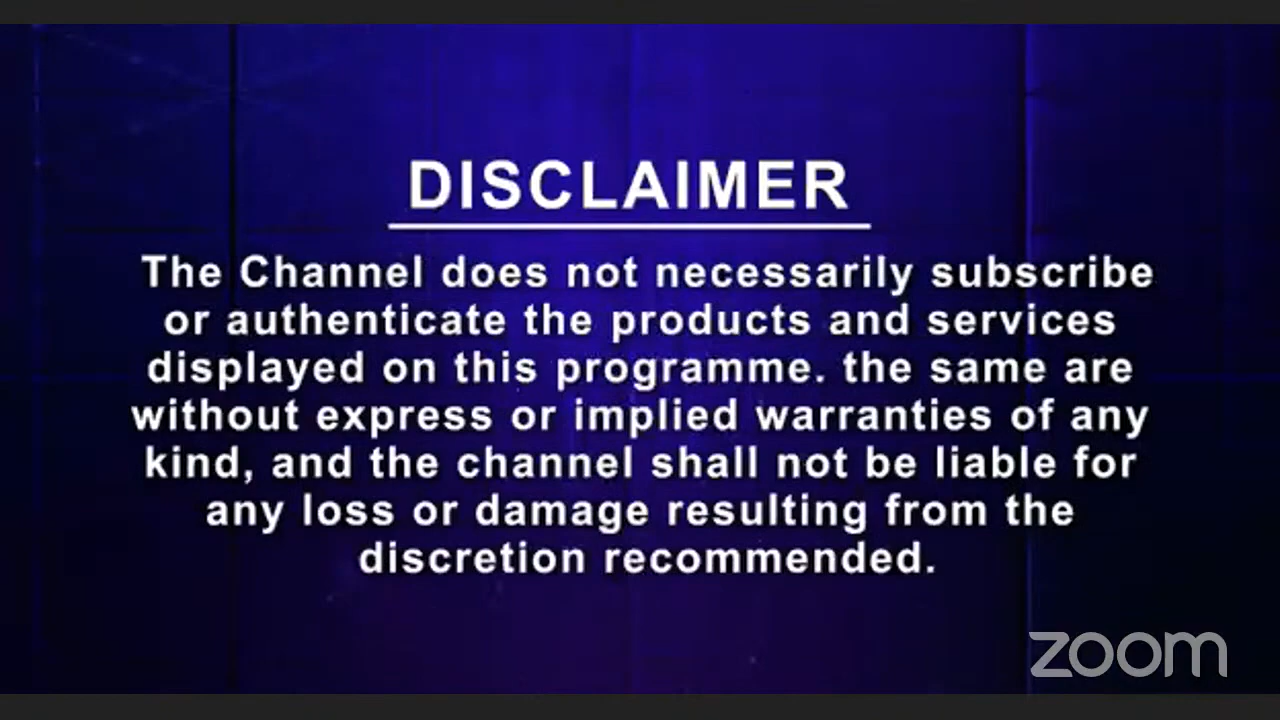 DISCLAIMER
The Channel does not necessarily subscribe
or authenticate the products and services
displayed on this programme. the same are
without express or implied warranties of any
kind, and the channel shall not be liable for
any loss or damage resulting from the
discretion recommended.
zoom